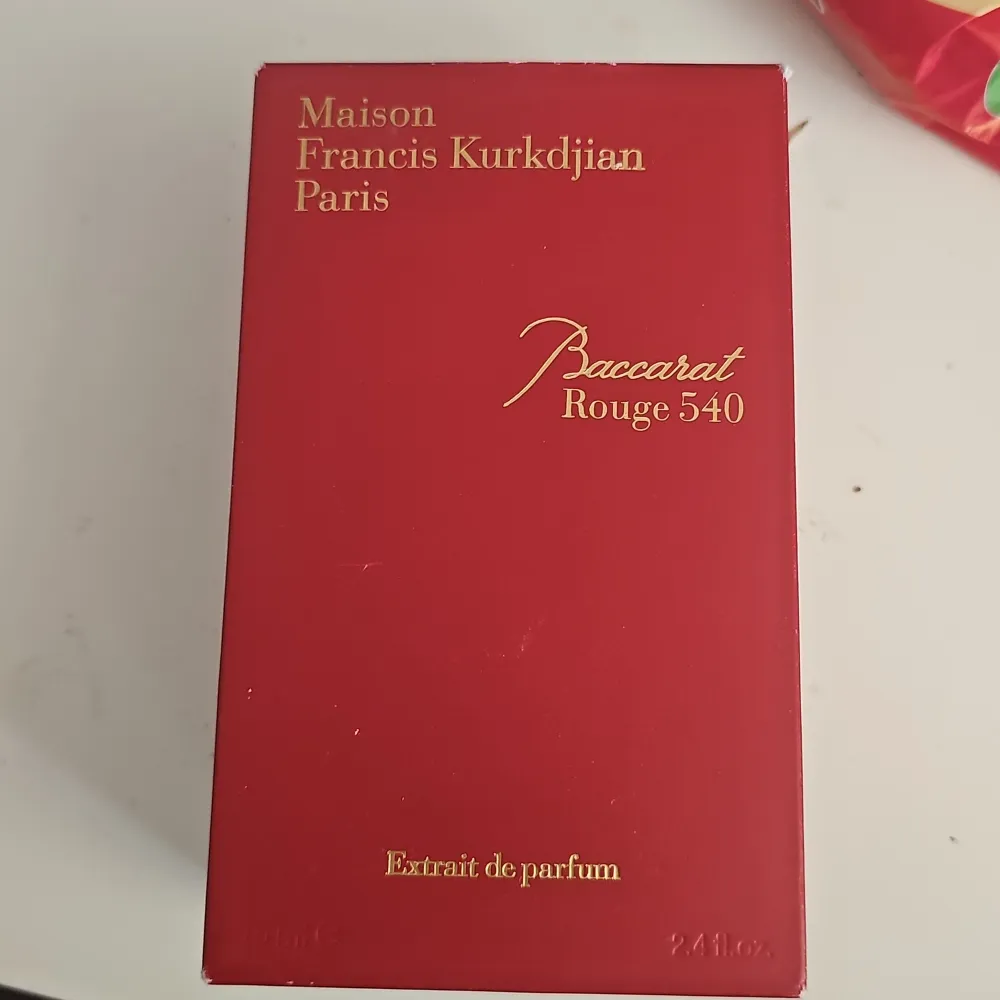 Maison
Francis Kurkdjian
Paris
Baccarat
Rouge 540
Extrait de parfum
2.4 fl.oz.